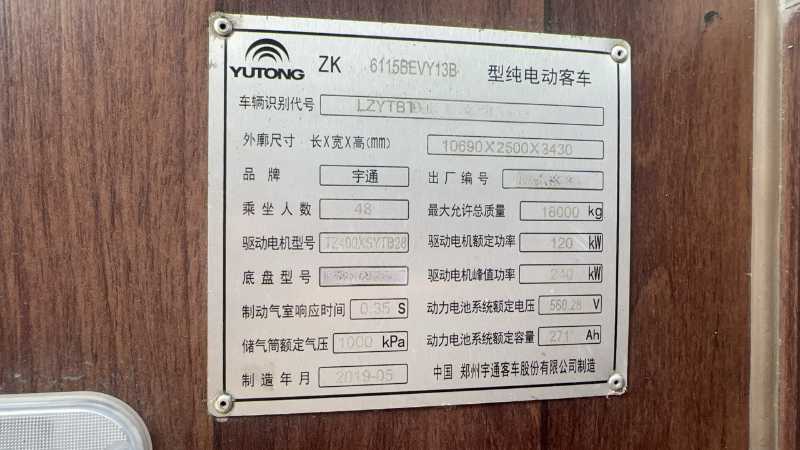 YUTONG ZK 6115BEVY13B 型纯电动客车
车辆识别代号 LZYTBT
外廓尺寸 长X宽X高(mm) 10690X2500X3430
品牌 宇通 出厂编号
乘坐人数 48 最大允许总质量 18000 kg
驱动电机型号 TZ400XSYTB28 驱动电机额定功率 120 kW
底盘型号 驱动电机峰值功率 240 kW
制动气室响应时间 0.35 S 动力电池系统额定电压 560.28 V
储气筒额定气压 1000 kPa 动力电池系统额定容量 271 Ah
制造年月 2019-05 中国 郑州宇通客车股份有限公司制造